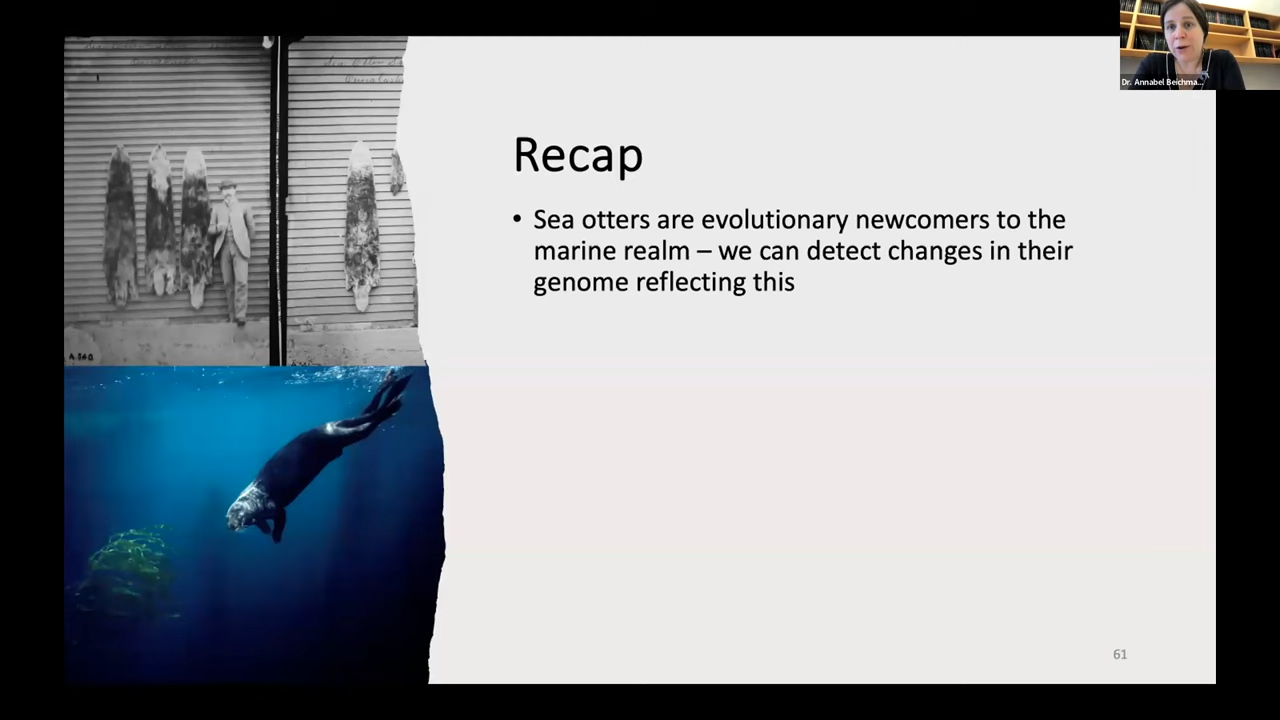 Dr. Annabel Beichma...
Recap
• Sea otters are evolutionary newcomers to the
marine realm – we can detect changes in their
genome reflecting this
61